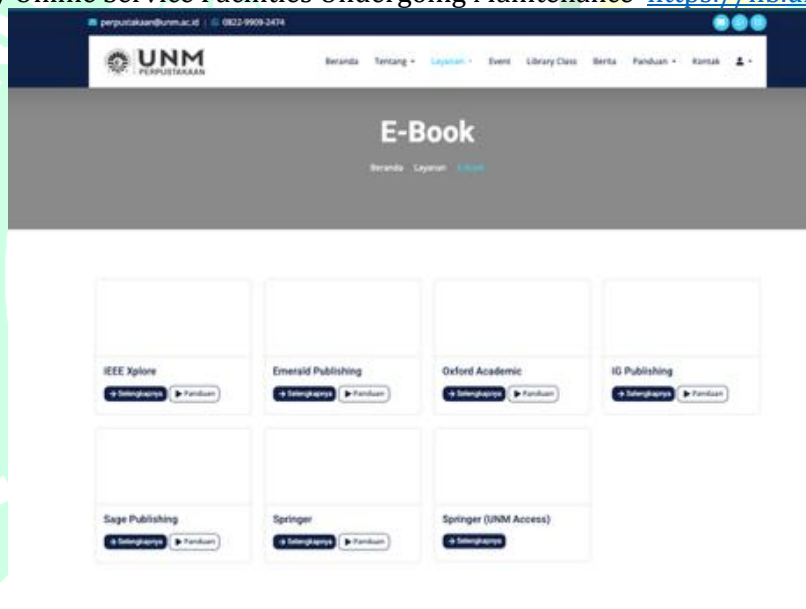 Online Service Facilities Undergoing Maintenance
perpustakaan@unm.ac.id | 0822-9909-2474
UNM
PERPUSTAKAAN
Beranda Tentang Layanan Event Library Class Berita Panduan Kontak
E-Book
Beranda Layanan E-Book
IEEE Xplore
Selengkapnya Panduan
Emerald Publishing
Selengkapnya Panduan
Oxford Academic
Selengkapnya Panduan
IG Publishing
Selengkapnya Panduan
Sage Publishing
Selengkapnya Panduan
Springer
Selengkapnya Panduan
Springer (UNM Access)
Selengkapnya